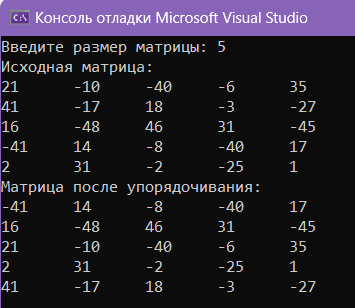 Консоль отладки Microsoft Visual Studio
Введите размер матрицы: 5
Исходная матрица:
21 -10 -40 -6 35
41 -17 18 -3 -27
16 -48 46 31 -45
-41 14 -8 -40 17
2 31 -2 -25 1
Матрица после упорядочивания:
-41 14 -8 -40 17
16 -48 46 31 -45
21 -10 -40 -6 35
2 31 -2 -25 1
41 -17 18 -3 -27